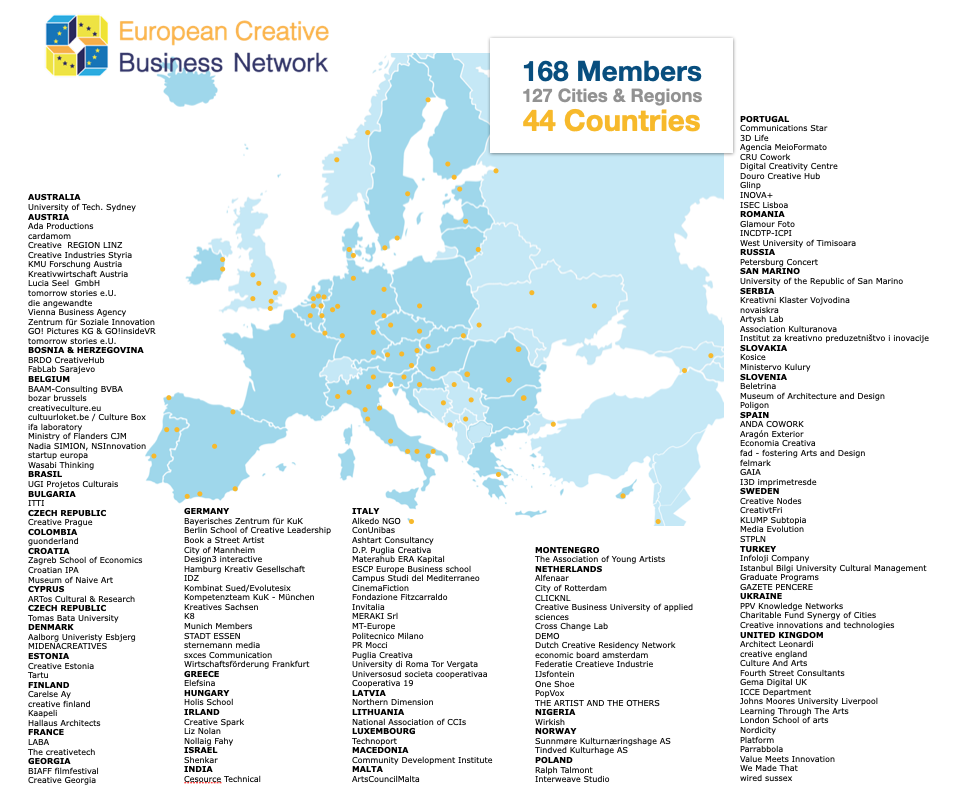 European Creative
Business Network
168 Members
127 Cities & Regions
44 Countries
AUSTRALIA
University of Tech. Sydney
AUSTRIA
Ada Productions
cardamom
Creative REGION LINZ
Creative Industries Styria
KMU Forschung Austria
Kreativwirtschaft Austria
Lucia Seel GmbH
tomorrow stories e.U.
die angewandte
Vienna Business Agency
Zentrum für Soziale Innovation
GO! Pictures KG & GO!insideVR
tomorrow stories e.U.
BOSNIA & HERZEGOVINA
BRDO CreativeHub
FabLab Sarajevo
BELGIUM
BAAM-Consulting BVBA
bozar brussels
creativeculture.eu
cultuurloket.be / Culture Box
ifa laboratory
Ministry of Flanders CJM
Nadia SIMION, NSInnovation
startup europa
Wasabi Thinking
BRASIL
UGI Projetos Culturais
BULGARIA
ITTI
CZECH REPUBLIC
Creative Prague
COLOMBIA
guonderland
CROATIA
Zagreb School of Economics
Croatian IPA
Museum of Naive Art
CYPRUS
ARTos Cultural & Research
CZECH REPUBLIC
Tomas Bata University
DENMARK
Aalborg Univeristy Esbjerg
MIDENACREATIVES
ESTONIA
Creative Estonia
Tartu
FINLAND
Carelse Ay
creative finland
Kaapeli
Hallaus Architects
FRANCE
LABA
The creativetech
GEORGIA
BIAFF filmfestival
Creative Georgia
GERMANY
Bayerisches Zentrum für KuK
Berlin School of Creative Leadership
Book a Street Artist
City of Mannheim
Design3 interactive
Hamburg Kreativ Gesellschaft
IDZ
Kombinat Sued/Evolutesix
Kompetenzteam KuK - München
Kreatives Sachsen
K8
Munich Members
STADT ESSEN
sternemann media
sxces Communication
Wirtschaftsförderung Frankfurt
GREECE
Elefsina
HUNGARY
Holis School
IRLAND
Creative Spark
Liz Nolan
Nollaig Fahy
ISRAEL
Shenkar
INDIA
Cesource Technical
ITALY
Alkedo NGO
ConUnibas
Ashtart Consultancy
D.P. Puglia Creativa
Materahub ERA Kapital
ESCP Europe Business school
Campus Studi del Mediterraneo
CinemaFiction
Fondazione Fitzcarraldo
Invitalia
MERAKI Srl
MT-Europe
Politecnico Milano
PR Mocci
Puglia Creativa
University di Roma Tor Vergata
Universosud societa cooperativaa
Cooperativa 19
LATVIA
Northern Dimension
LITHUANIA
National Association of CCIs
LUXEMBOURG
Technoport
MACEDONIA
Community Development Institute
MALTA
ArtsCouncilMalta
MONTENEGRO
The Association of Young Artists
NETHERLANDS
Alfenaar
City of Rotterdam
CLICKNL
Creative Business University of applied
sciences
Cross Change Lab
DEMO
Dutch Creative Residency Network
economic board amsterdam
Federatie Creatieve Industrie
IJsfontein
One Shoe
PopVox
THE ARTIST AND THE OTHERS
NIGERIA
Wirkish
NORWAY
Sunnmøre Kulturnæringshage AS
Tindved Kulturhage AS
POLAND
Ralph Talmont
Interweave Studio
PORTUGAL
Communications Star
3D Life
Agencia MeioFormato
CRU Cowork
Digital Creativity Centre
Douro Creative Hub
Glinp
INOVA+
ISEC Lisboa
ROMANIA
Glamour Foto
INCDTP-ICPI
West University of Timisoara
RUSSIA
Petersburg Concert
SAN MARINO
University of the Republic of San Marino
SERBIA
Kreativni Klaster Vojvodina
novaiskra
Artysh Lab
Association Kulturanova
Institut za kreativno preduzetništvo i inovacije
SLOVAKIA
Kosice
Ministervo Kulury
SLOVENIA
Beletrina
Museum of Architecture and Design
Poligon
SPAIN
ANDA COWORK
Aragón Exterior
Economia Creativa
fad - fostering Arts and Design
felmark
GAIA
I3D imprimetresde
SWEDEN
Creative Nodes
CreativtFri
KLUMP Subtopia
Media Evolution
STPLN
TURKEY
Infoloji Company
Istanbul Bilgi University Cultural Management
Graduate Programs
GAZETE PENCERE
UKRAINE
PPV Knowledge Networks
Charitable Fund Synergy of Cities
Creative innovations and technologies
UNITED KINGDOM
Architect Leonardi
creative england
Culture And Arts
Fourth Street Consultants
Gema Digital UK
ICCE Department
Johns Moores University Liverpool
Learning Through The Arts
London School of arts
Nordicity
Platform
Parrabbola
Value Meets Innovation
We Made That
wired sussex